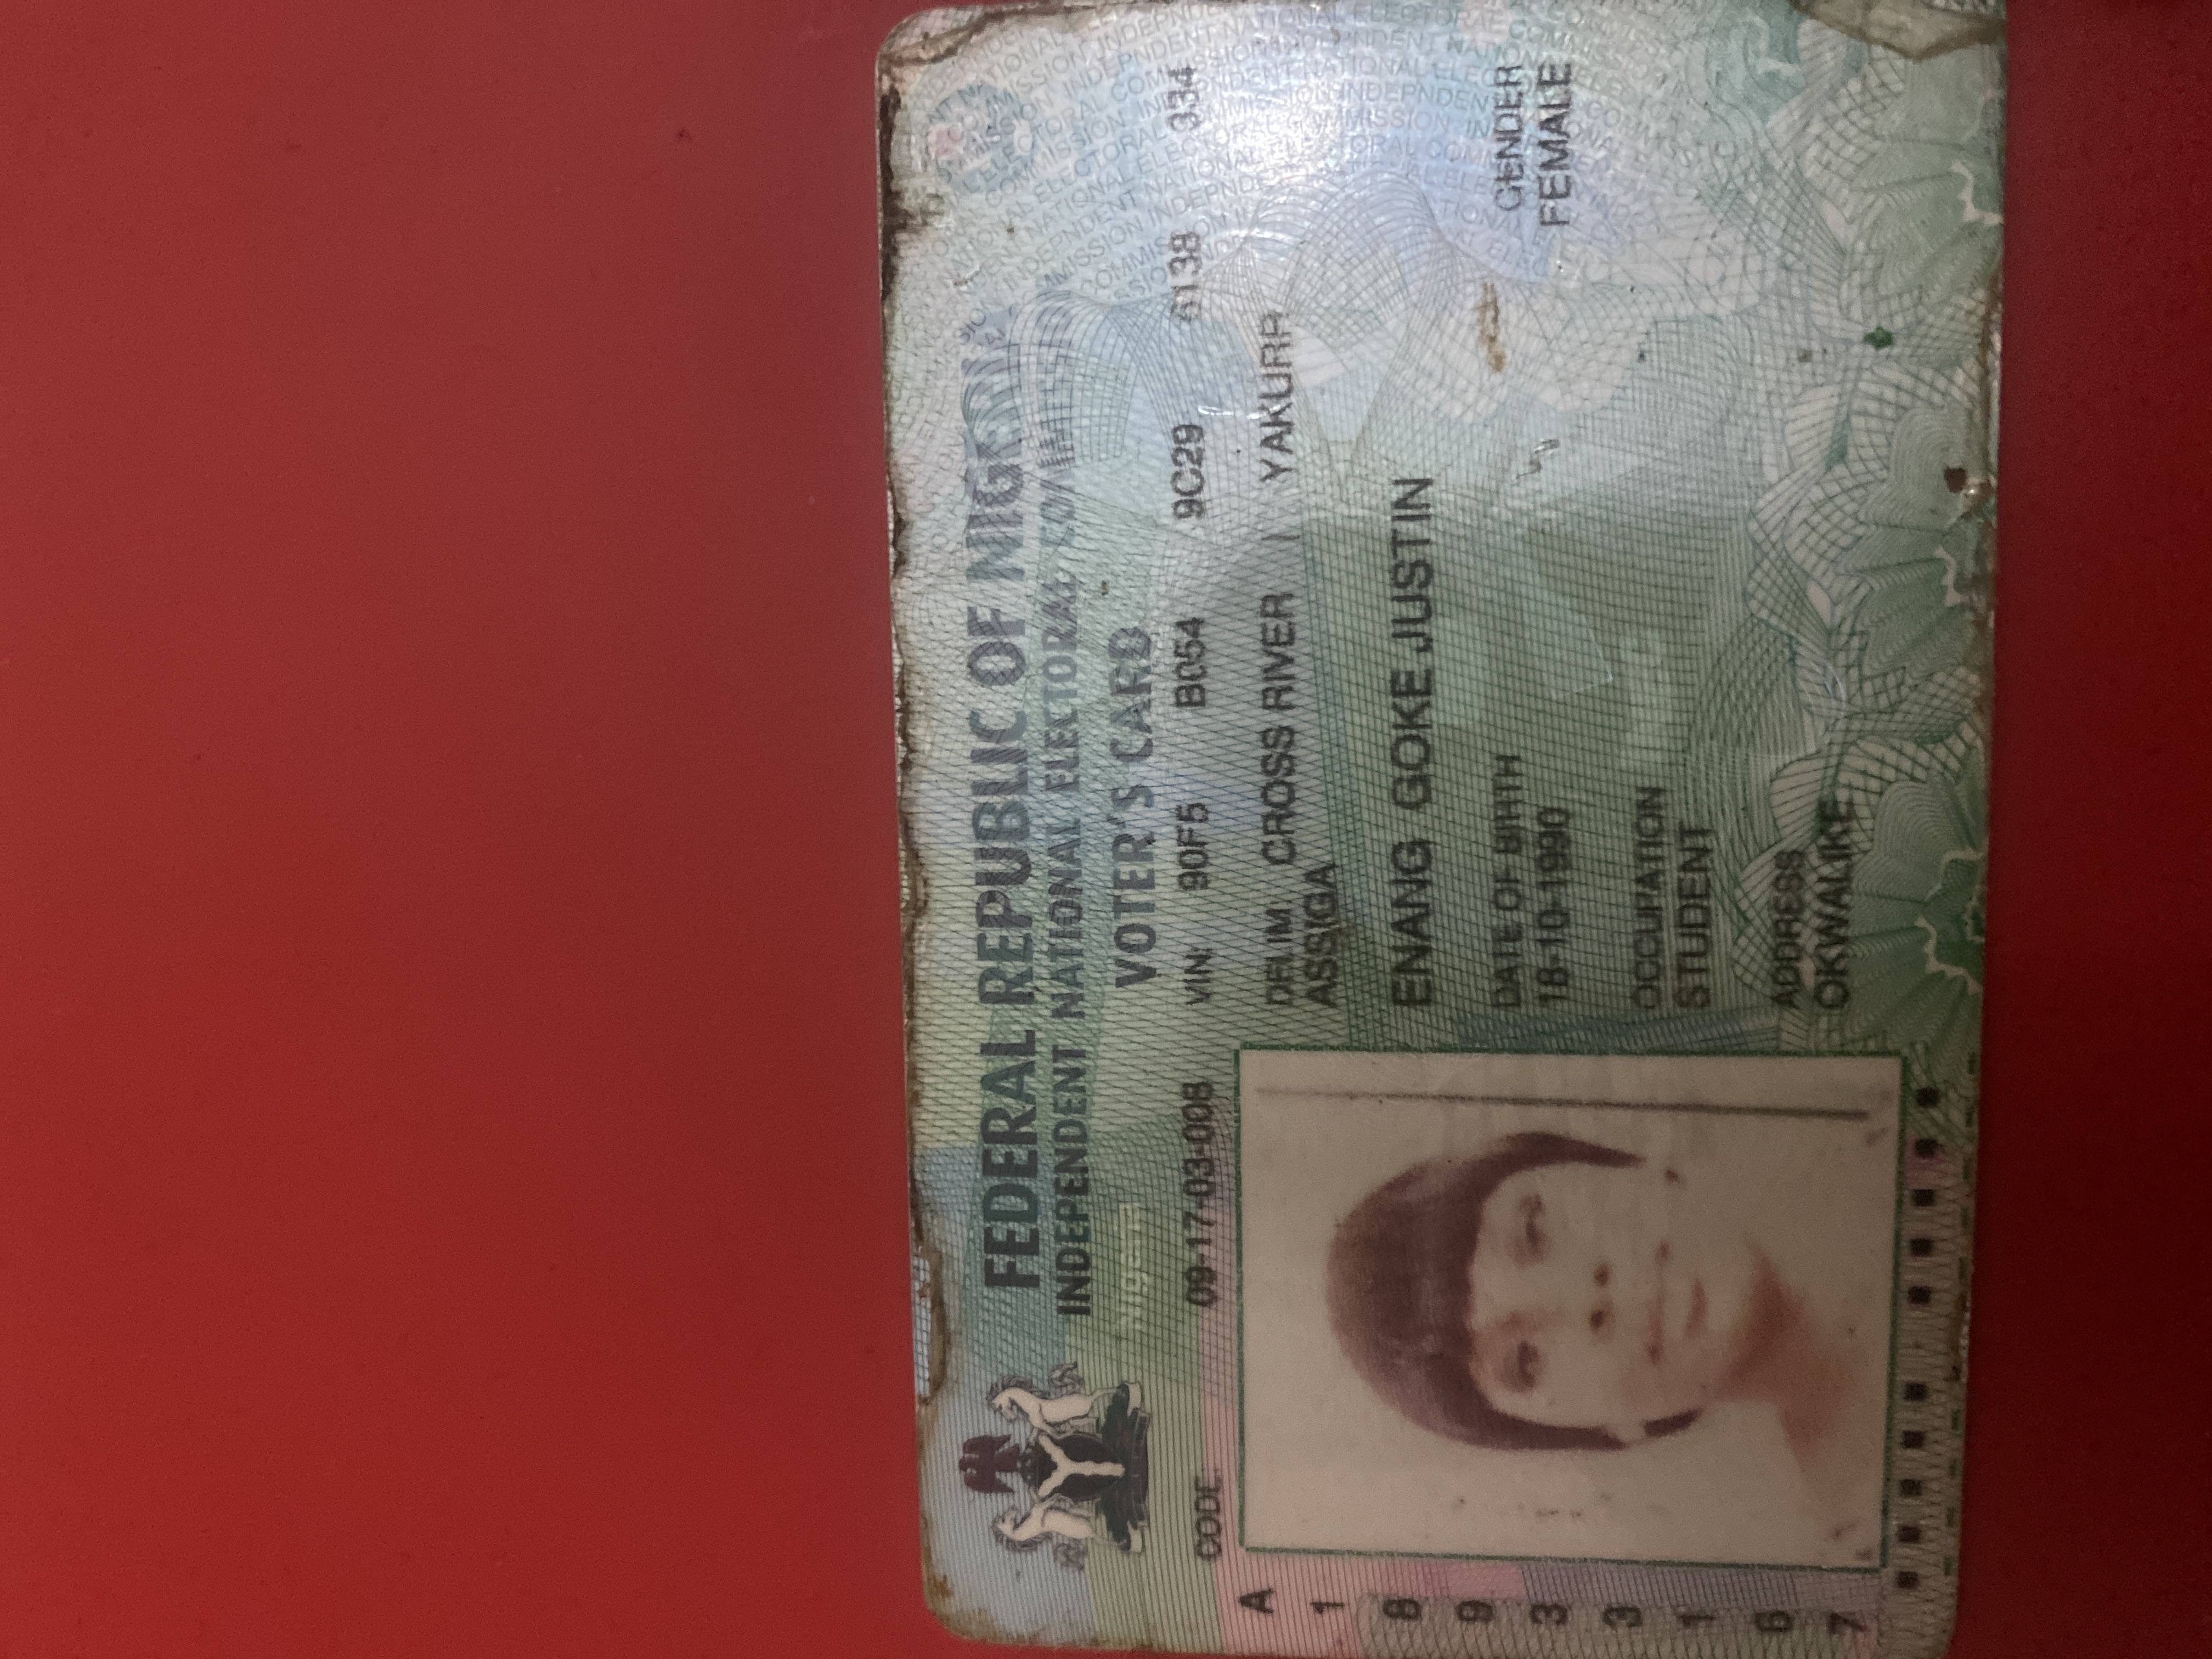 FEDERAL REPUBLIC OF NIGERIA
INDEPENDENT NATIONAL ELECTORAL COMMISSION
Nigeria
VOTER'S CARD
CODE: 09-17-03-008 VIN: 90F5 B054 9C29 6138 334
DELIM: CROSS RIVER | YAKURR
ASSIGA
ENANG GOKE JUSTIN
DATE OF BIRTH
18-10-1990
GENDER
FEMALE
OCCUPATION
STUDENT
ADDRESS
OKWALIKE
A
1
8
9
3
3
1
6
7